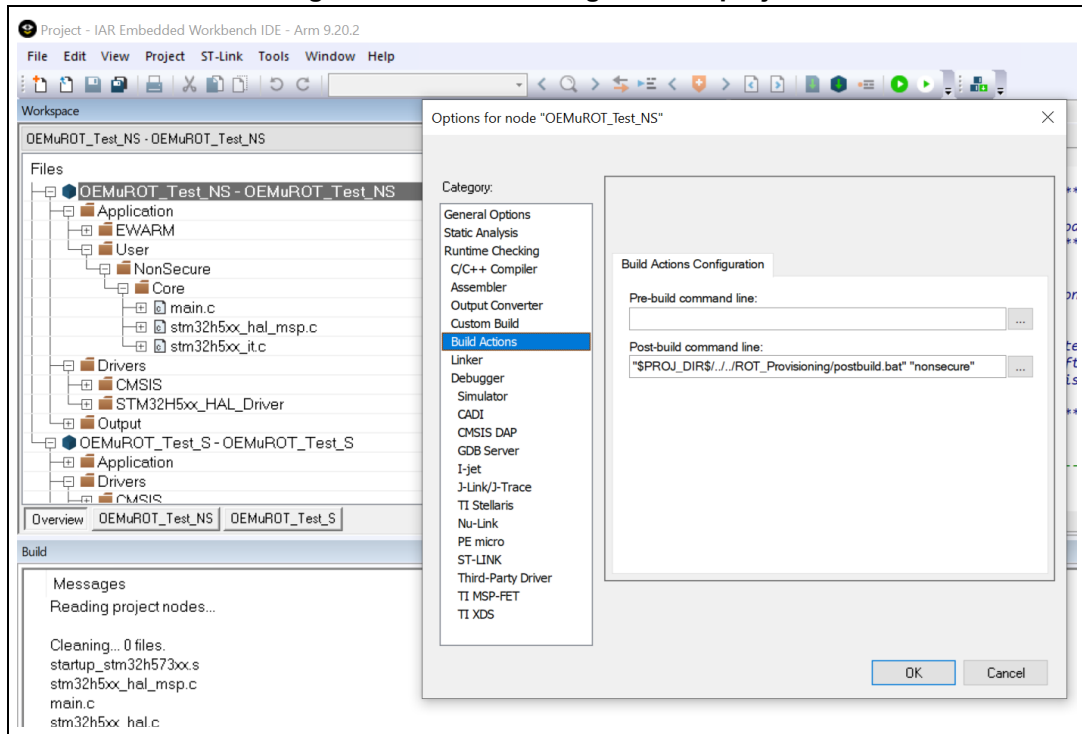 Project - IAR Embedded Workbench IDE - Arm 9.20.2
File Edit View Project ST-Link Tools Window Help
Workspace
OEMuROT_Test_NS - OEMuROT_Test_NS
Files
OEMuROT_Test_NS - OEMuROT_Test_NS
Application
EWARM
User
NonSecure
Core
main.c
stm32h5xx_hal_msp.c
stm32h5xx_it.c
Drivers
CMSIS
STM32H5xx_HAL_Driver
Output
OEMuROT_Test_S - OEMuROT_Test_S
Application
Drivers
CMSIS
Overview OEMuROT_Test_NS OEMuROT_Test_S
Build
Messages
Reading project nodes...
Cleaning... 0 files.
startup_stm32h573xx.s
stm32h5xx_hal_msp.c
main.c
stm32h5xx_hal.c
Options for node "OEMuROT_Test_NS"
Category:
General Options
Static Analysis
Runtime Checking
C/C++ Compiler
Assembler
Output Converter
Custom Build
Build Actions
Linker
Debugger
Simulator
CADI
CMSIS DAP
GDB Server
I-jet
J-Link/J-Trace
TI Stellaris
Nu-Link
PE micro
ST-LINK
Third-Party Driver
TI MSP-FET
TI XDS
Build Actions Configuration
Pre-build command line:
...
Post-build command line:
"$PROJ_DIR$/../../ROT_Provisioning/postbuild.bat" "nonsecure"
...
OK Cancel